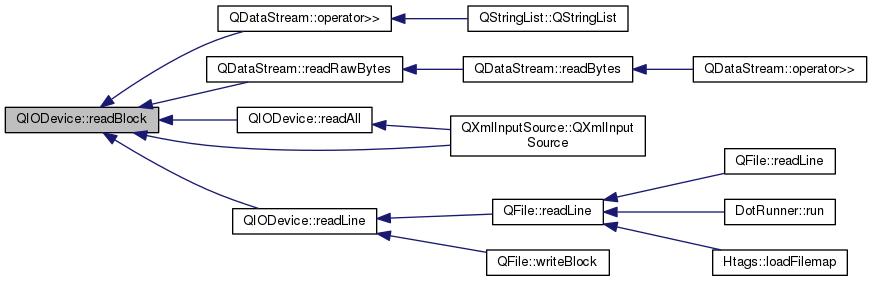 QDataStream::operator>>
QStringList::QStringList
QDataStream::readRawBytes
QDataStream::readBytes
QDataStream::operator>>
QIODevice::readBlock
QIODevice::readAll
QXmlInputSource::QXmlInput
Source
QFile::readLine
QIODevice::readLine
QFile::readLine
DotRunner::run
QFile::writeBlock
Htags::loadFilemap